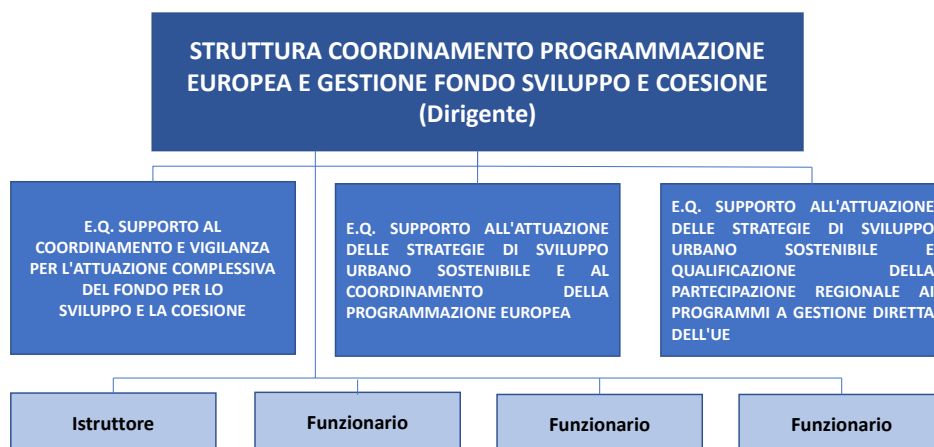 STRUTTURA COORDINAMENTO PROGRAMMAZIONE
EUROPEA E GESTIONE FONDO SVILUPPO E COESIONE
(Dirigente)
E.Q. SUPPORTO AL
COORDINAMENTO E VIGILANZA
PER L'ATTUAZIONE COMPLESSIVA
DEL FONDO PER LO
SVILUPPO E LA COESIONE
E.Q. SUPPORTO ALL'ATTUAZIONE
DELLE STRATEGIE DI SVILUPPO
URBANO SOSTENIBILE E AL
COORDINAMENTO DELLA
PROGRAMMAZIONE EUROPEA
E.Q. SUPPORTO ALL'ATTUAZIONE
DELLE STRATEGIE DI SVILUPPO
URBANO SOSTENIBILE E
QUALIFICAZIONE DELLA
PARTECIPAZIONE REGIONALE AI
PROGRAMMI A GESTIONE DIRETTA
DELL'UE
Istruttore
Funzionario
Funzionario
Funzionario